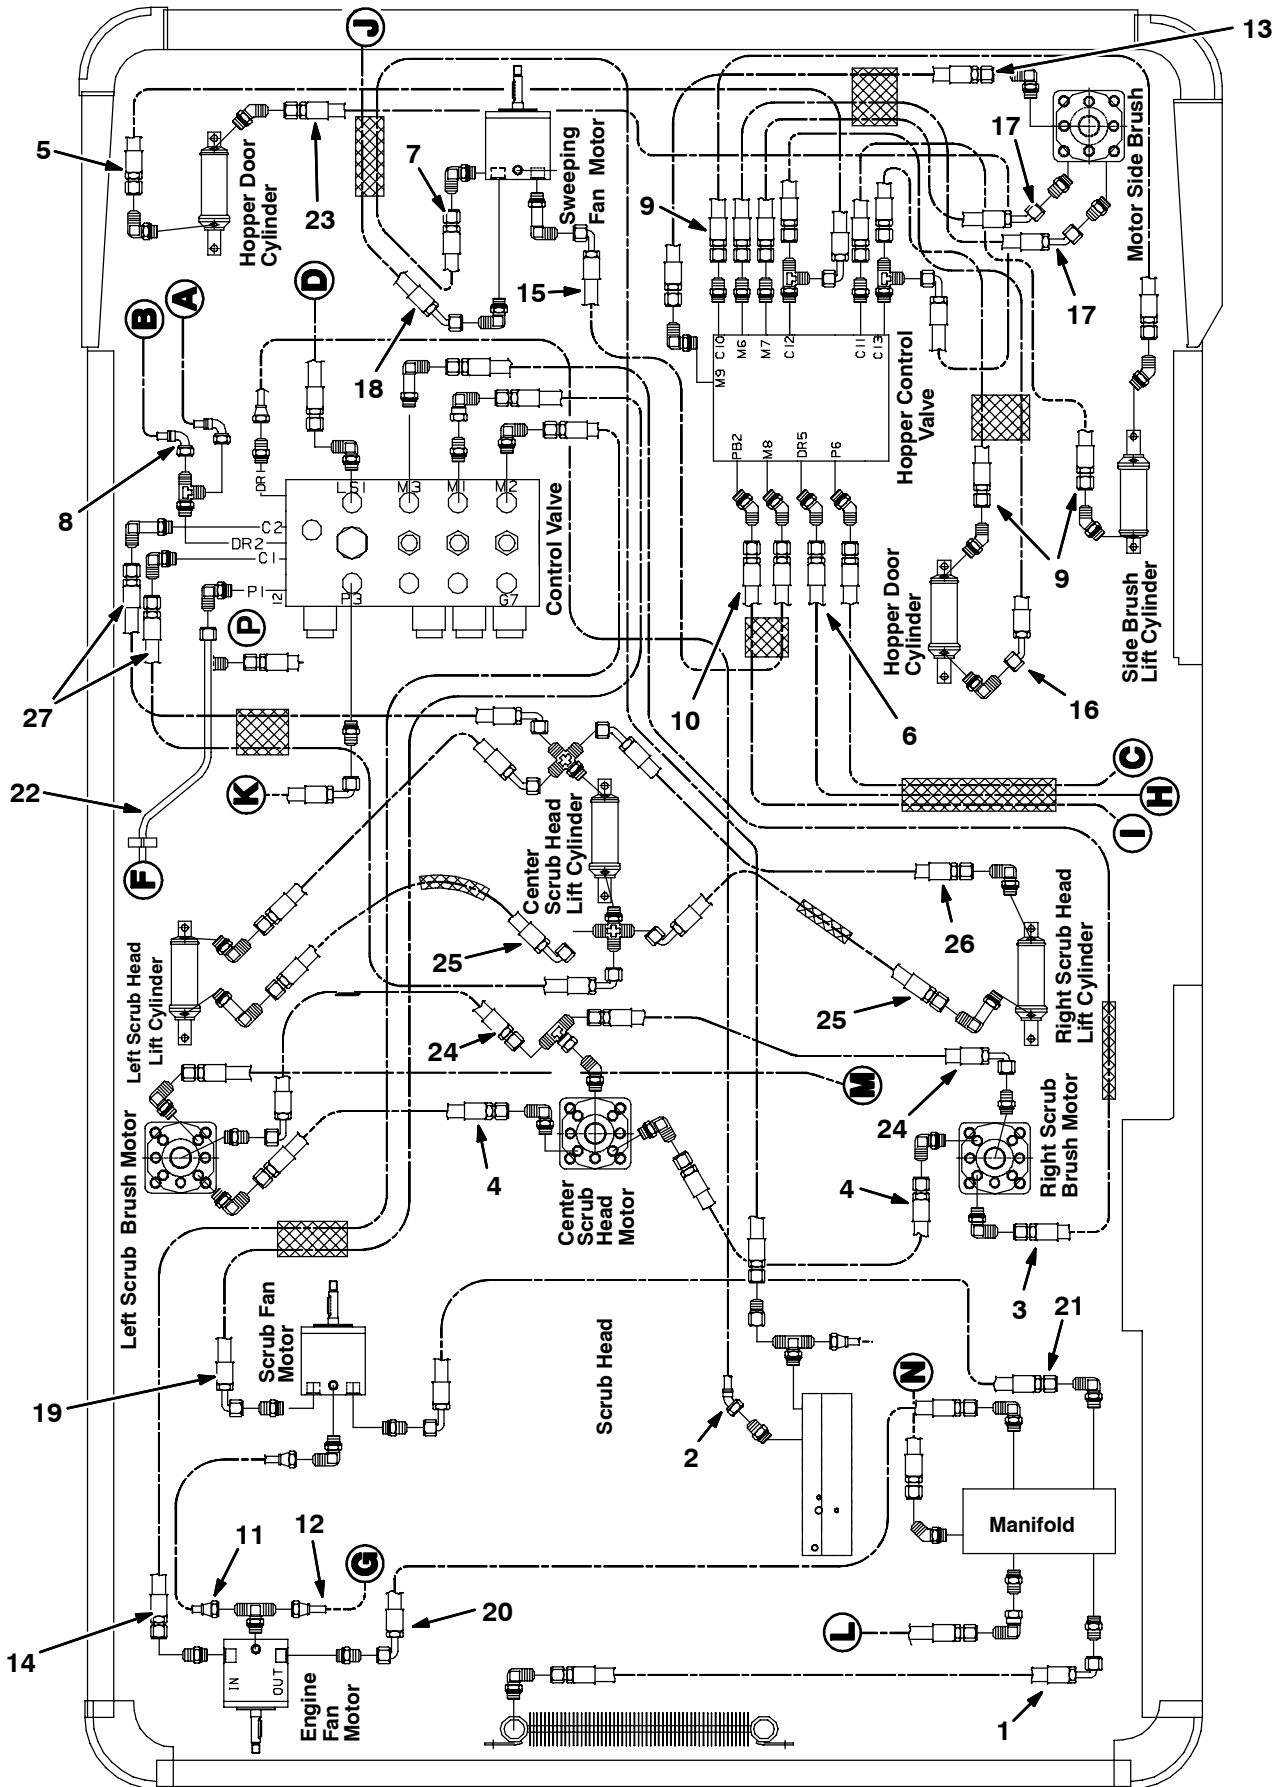 J
13
5
Hopper Door
Cylinder
23
7
Sweeping
Fan Motor
9
17
Motor Side Brush
17
B
A
D
15
18
M9
C10
M6
M7
C12
C11
C13
Hopper Control
Valve
PB2
M8
DR5
P6
8
DR1
LS1
M3
M1
M2
C2
DR2
C1
P1
12
P3
G7
Control Valve
P
27
9
Hopper Door
Cylinder
Side Brush
Lift Cylinder
16
10
6
22
K
F
C
H
I
Center
Scrub Head
Lift Cylinder
Left Scrub Head
Lift Cylinder
25
26
25
Right Scrub Head
Lift Cylinder
24
M
24
Left Scrub Brush Motor
4
Center
Scrub
Head
Motor
4
Right Scrub
Brush Motor
3
21
Scrub Fan
Motor
19
Scrub Head
2
N
Manifold
11
12
G
14
20
L
IN
OUT
Engine
Fan
Motor
1